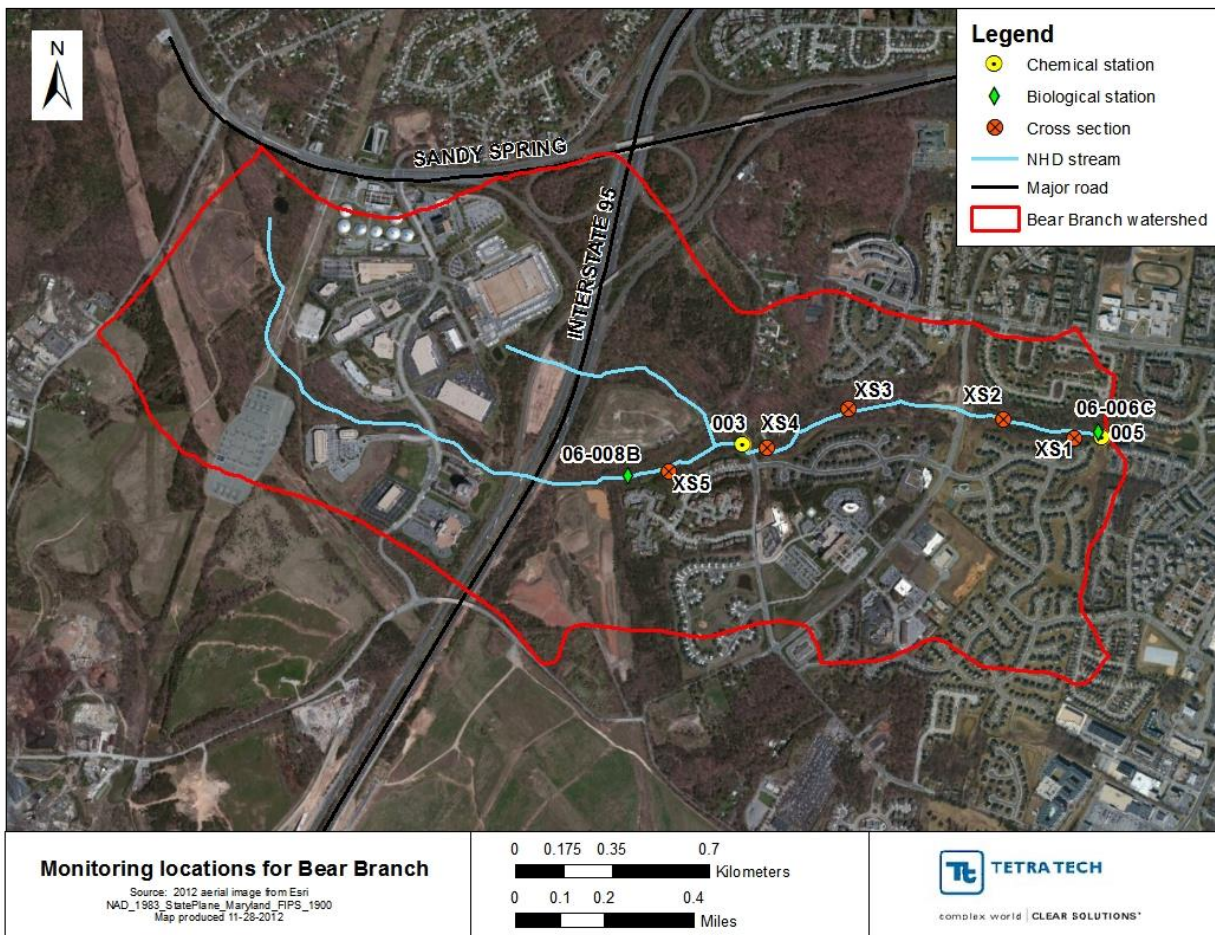 N
SANDY SPRING
INTERSTATE 95
Legend
Chemical station
Biological station
Cross section
NHD stream
Major road
Bear Branch watershed
XS3
XS2
06-006C
003
XS4
005
XS1
06-008B
XS5
Monitoring locations for Bear Branch
Source: 2012 aerial image from Esri
NAD_1983_StatePlane_Maryland_FIPS_1900
Map produced 11-28-2012
0 0.175 0.35 0.7
Kilometers
0 0.1 0.2 0.4
Miles
Tt TETRA TECH
complex world | CLEAR SOLUTIONS™